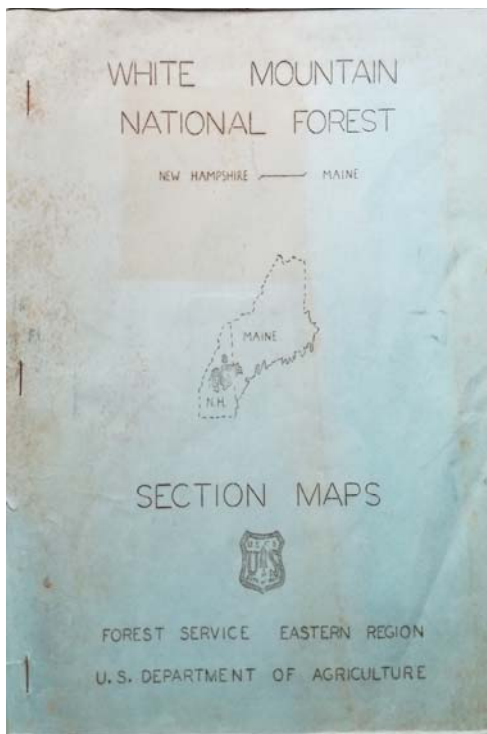 WHITE MOUNTAIN
NATIONAL FOREST
NEW HAMPSHIRE — MAINE
MAINE
N.H.
SECTION MAPS
U S
FOREST SERVICE EASTERN REGION
U.S. DEPARTMENT OF AGRICULTURE